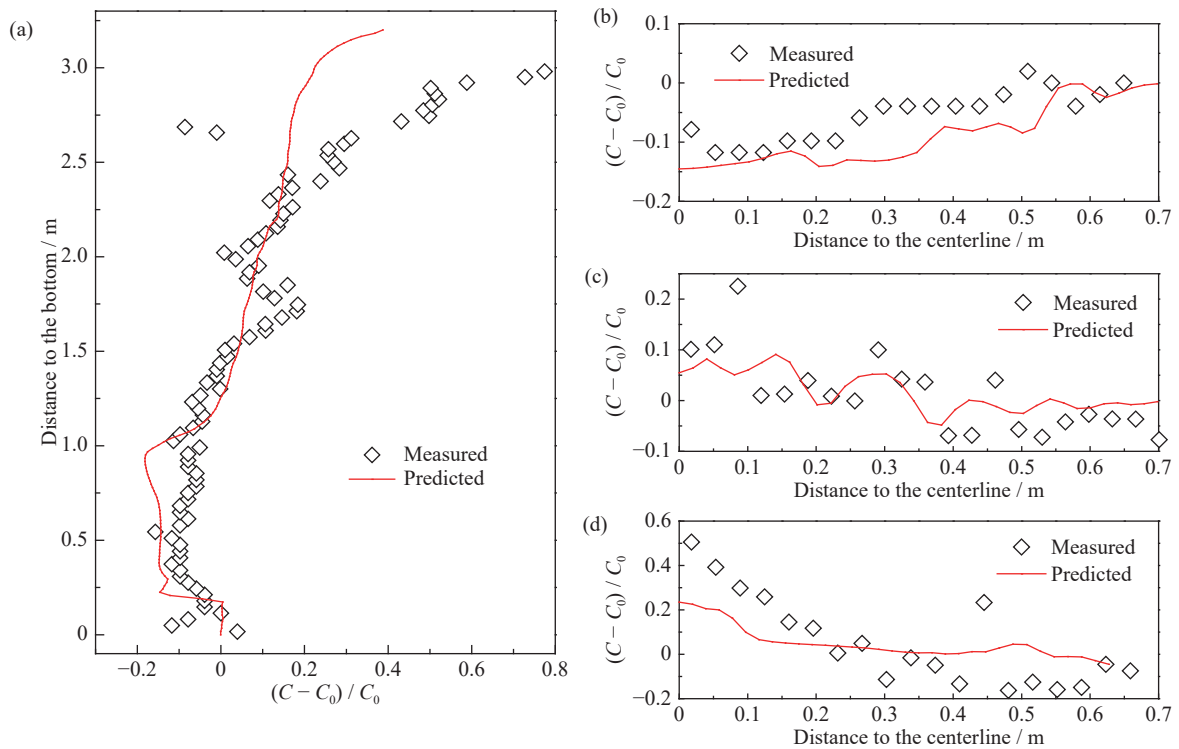 (a)
3.0
2.5
2.0
1.5
1.0
0.5
0
−0.2
0
0.2
0.4
0.6
0.8
Distance to the bottom / m
(C − C0) / C0
Measured
Predicted
(b)
0.1
0
−0.1
−0.2
0
0.1
0.2
0.3
0.4
0.5
0.6
0.7
(C − C0) / C0
Distance to the centerline / m
Measured
Predicted
(c)
0.2
0.1
0
−0.1
0
0.1
0.2
0.3
0.4
0.5
0.6
0.7
(C − C0) / C0
Distance to the centerline / m
Measured
Predicted
(d)
0.6
0.4
0.2
0
−0.2
0
0.1
0.2
0.3
0.4
0.5
0.6
0.7
(C − C0) / C0
Distance to the centerline / m
Measured
Predicted